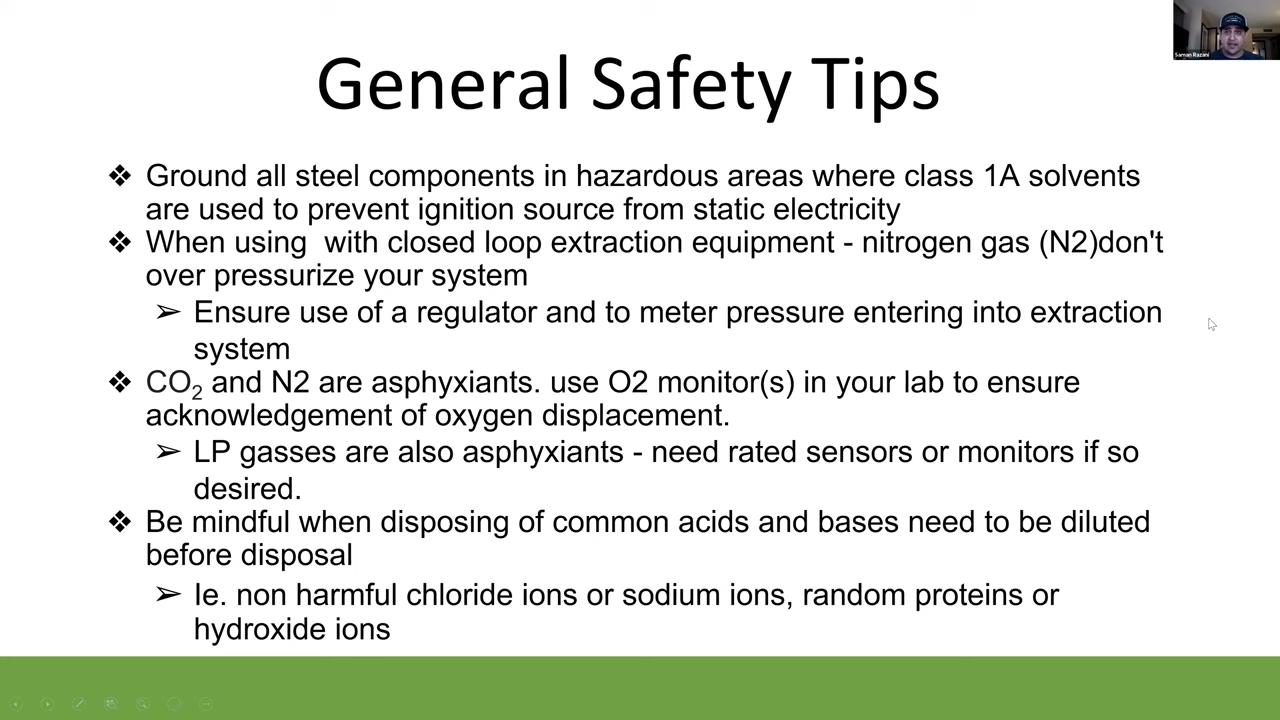 Saman Razani
General Safety Tips
❖ Ground all steel components in hazardous areas where class 1A solvents
are used to prevent ignition source from static electricity
❖ When using  with closed loop extraction equipment - nitrogen gas (N2)don't
over pressurize your system
➢ Ensure use of a regulator and to meter pressure entering into extraction
system
❖ CO₂ and N2 are asphyxiants. use O2 monitor(s) in your lab to ensure
acknowledgement of oxygen displacement.
➢ LP gasses are also asphyxiants - need rated sensors or monitors if so
desired.
❖ Be mindful when disposing of common acids and bases need to be diluted
before disposal
➢ Ie. non harmful chloride ions or sodium ions, random proteins or
hydroxide ions